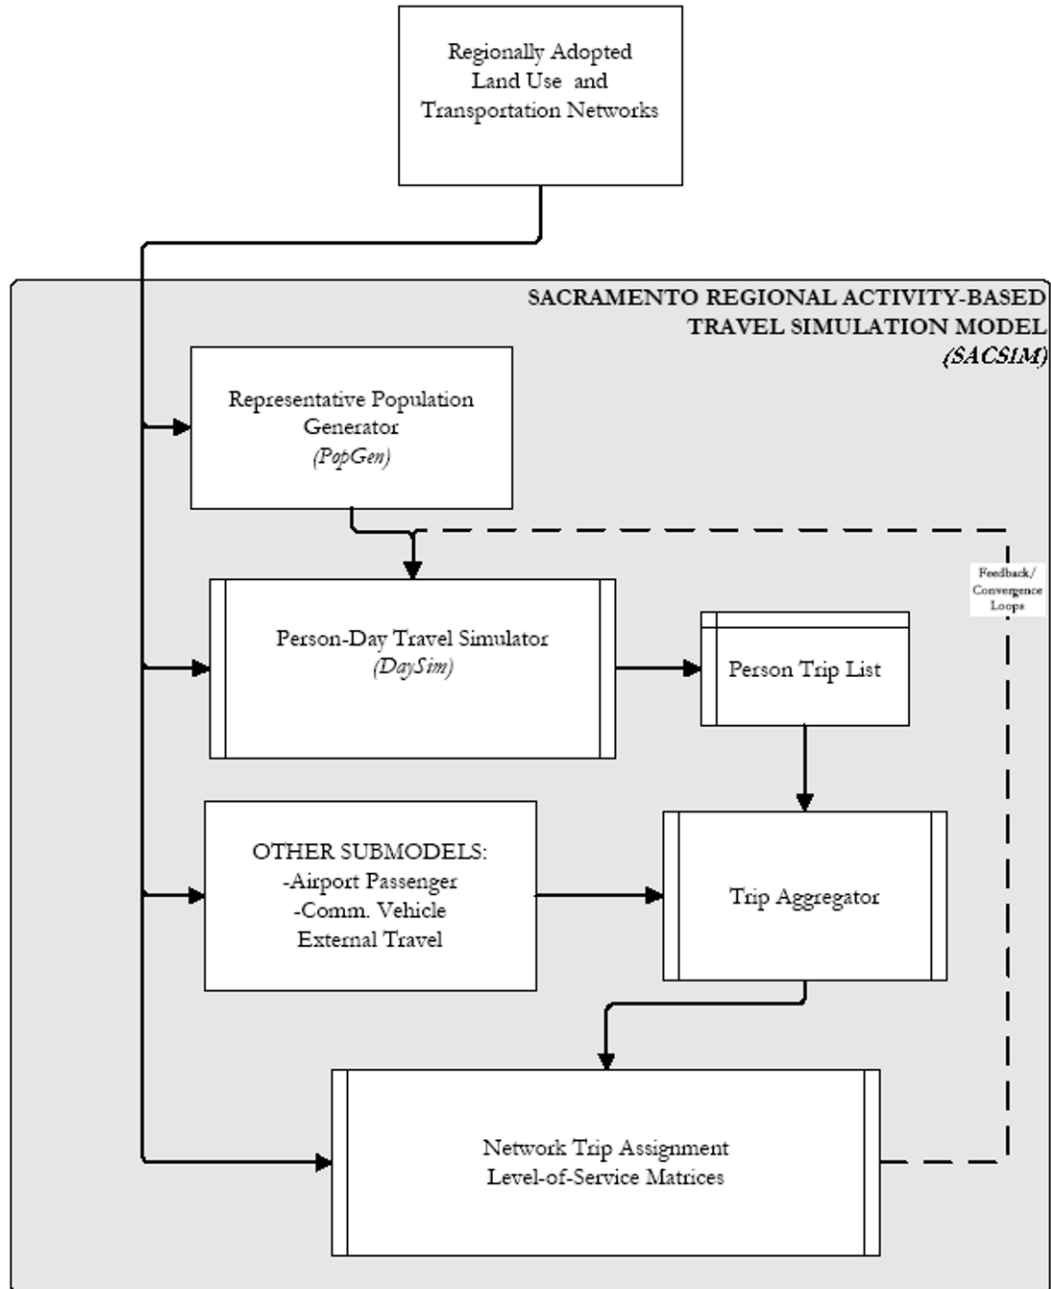 Regionally Adopted
Land Use and
Transportation Networks
SACRAMENTO REGIONAL ACTIVITY-BASED
TRAVEL SIMULATION MODEL
(SACSIM)
Representative Population
Generator
(PopGen)
Feedback/
Convergence
Loops
Person-Day Travel Simulator
(DaySim)
Person Trip List
OTHER SUBMODELS:
-Airport Passenger
-Comm. Vehicle
External Travel
Trip Aggregator
Network Trip Assignment
Level-of-Service Matrices